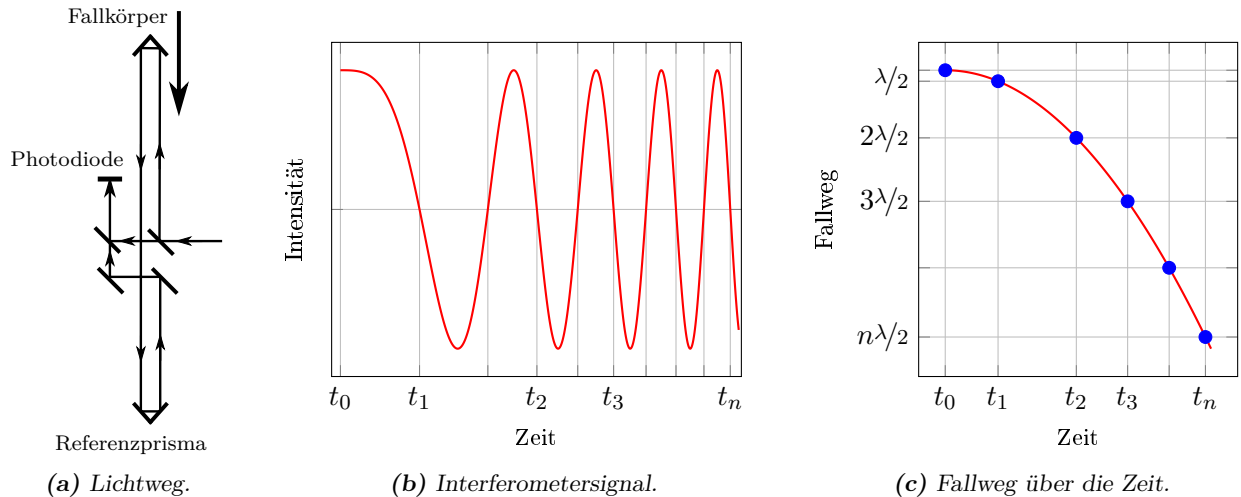 Fallkörper
Photodiode
Referenzprisma
(a) Lichtweg.
Intensität
t₀ t₁ t₂ t₃ tₙ
Zeit
(b) Interferometersignal.
Fallweg
λ/2
2λ/2
3λ/2
nλ/2
t₀ t₁ t₂ t₃ tₙ
Zeit
(c) Fallweg über die Zeit.